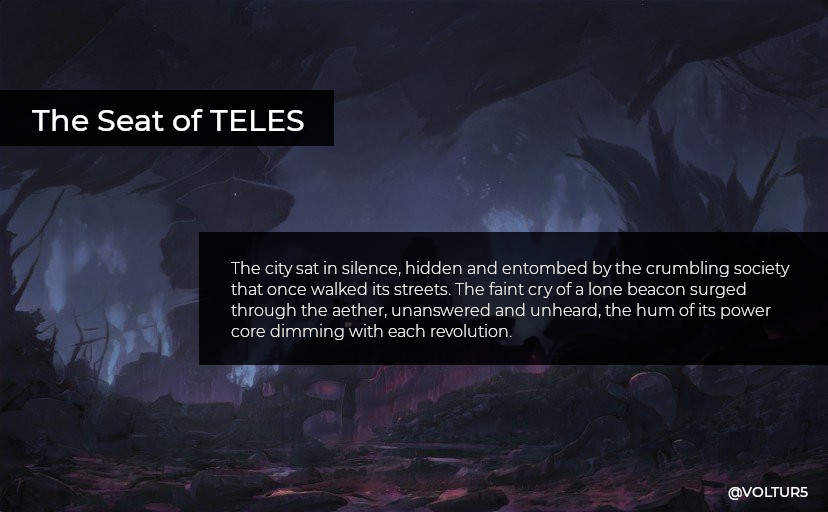 The Seat of TELES
The city sat in silence, hidden and entombed by the crumbling society
that once walked its streets. The faint cry of a lone beacon surged
through the aether, unanswered and unheard, the hum of its power
core dimming with each revolution.
@VOLTUR5